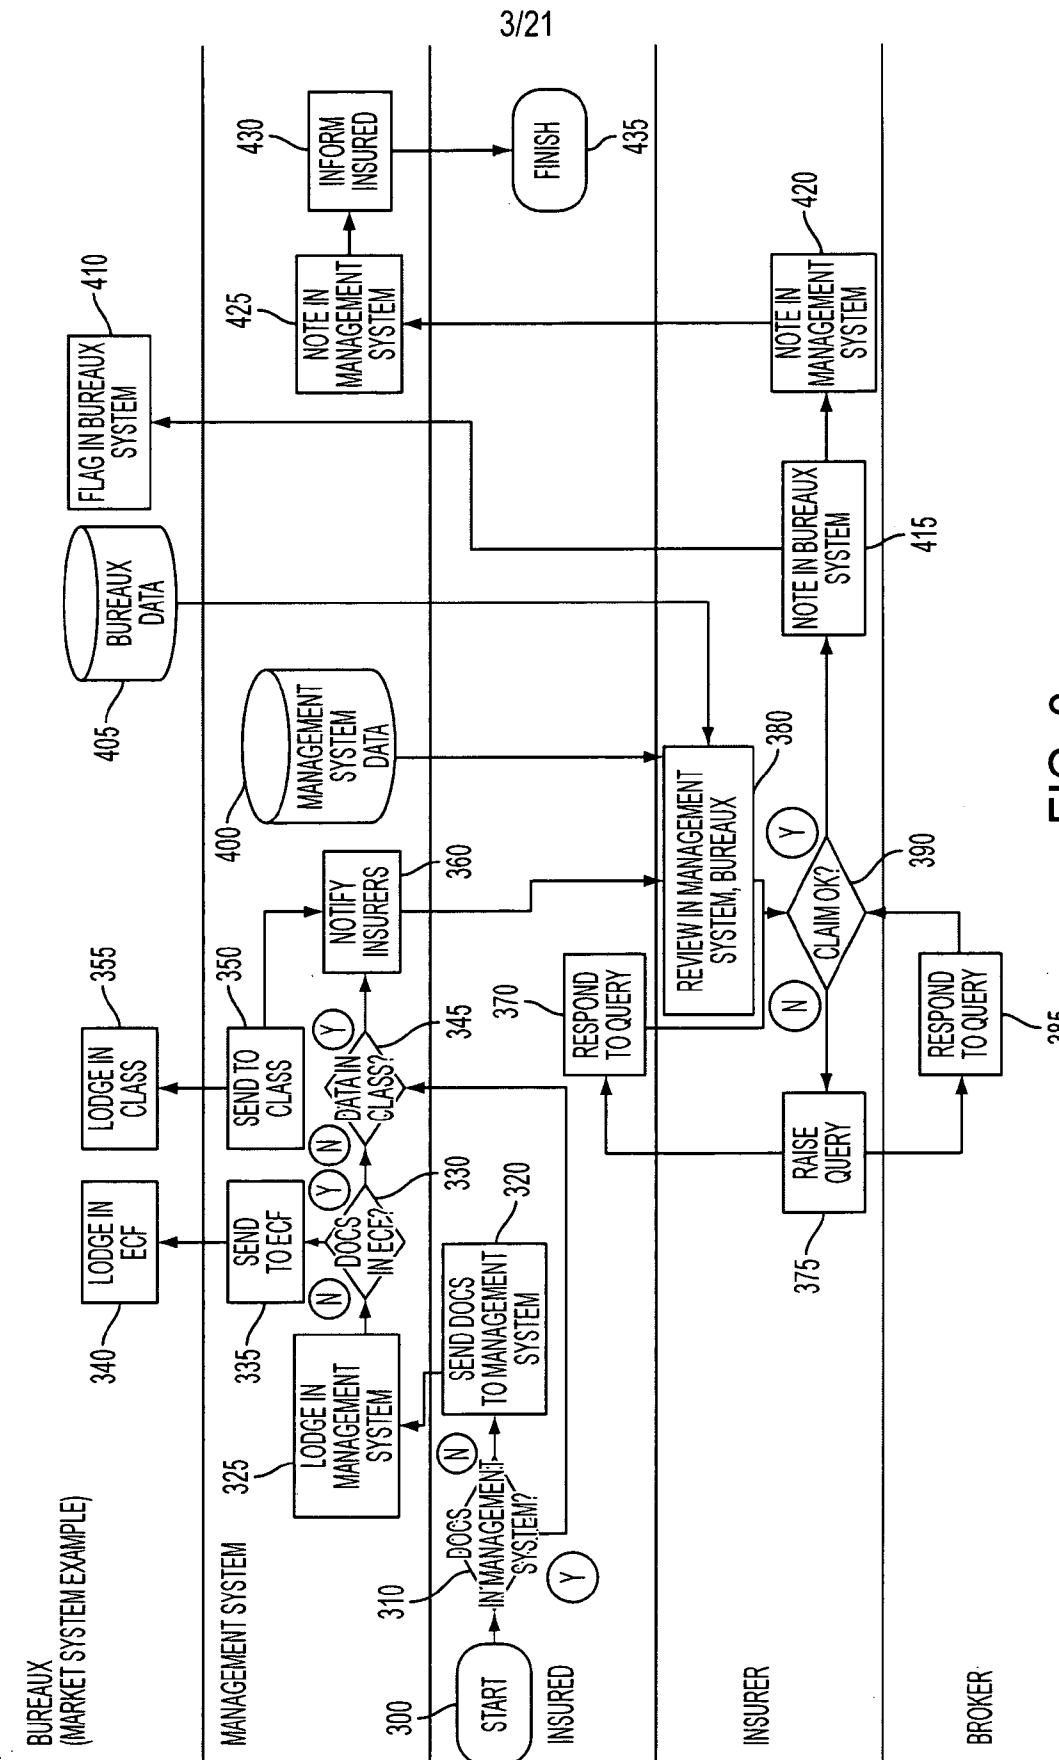 3/21
BUREAUX
(MARKET SYSTEM EXAMPLE)
340
LODGE IN
ECF
355
LODGE IN
CLASS
405
BUREAUX
DATA
FLAG IN BUREAUX
SYSTEM
410
MANAGEMENT SYSTEM
325
LODGE IN
MANAGEMENT
SYSTEM
335
SEND
TO ECF
N
DOCS
IN ECF?
Y
330
350
SEND TO
CLASS
N
DATA IN
CLASS?
Y
345
NOTIFY
INSURERS
360
400
MANAGEMENT
SYSTEM
DATA
425
NOTE IN
MANAGEMENT
SYSTEM
430
INFORM
INSURED
INSURED
300
START
310
DOCS
IN MANAGEMENT
SYSTEM?
N
Y
SEND DOCS
TO MANAGEMENT
SYSTEM
320
370
RESPOND
TO QUERY
FINISH
435
INSURER
375
RAISE
QUERY
REVIEW IN MANAGEMENT
SYSTEM, BUREAUX
380
N
CLAIM OK?
Y
390
NOTE IN BUREAUX
SYSTEM
415
NOTE IN
MANAGEMENT
SYSTEM
420
BROKER
RESPOND
TO QUERY
385